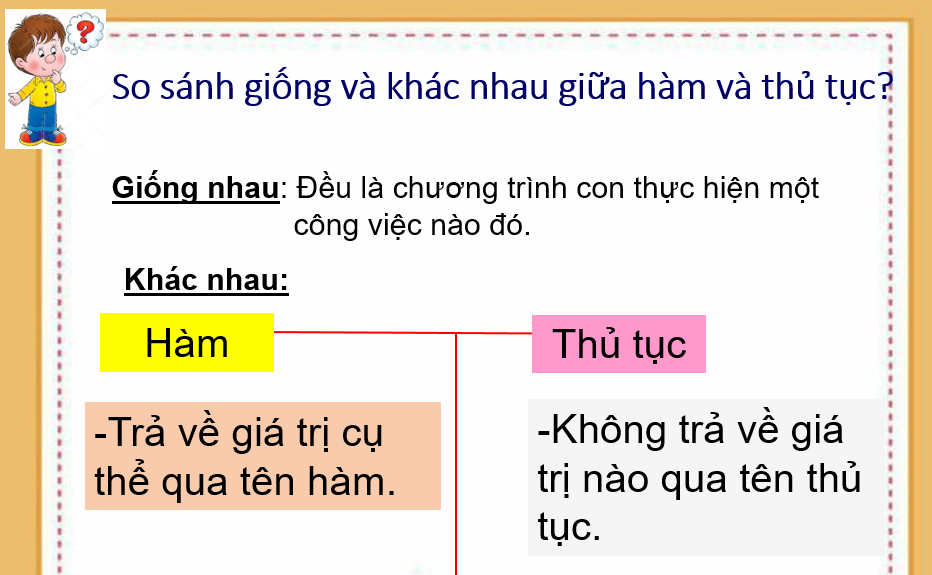 So sánh giống và khác nhau giữa hàm và thủ tục?
Giống nhau: Đều là chương trình con thực hiện một
công việc nào đó.
Khác nhau:
Hàm
Thủ tục
-Trả về giá trị cụ
thể qua tên hàm.
-Không trả về giá
trị nào qua tên thủ
tục.